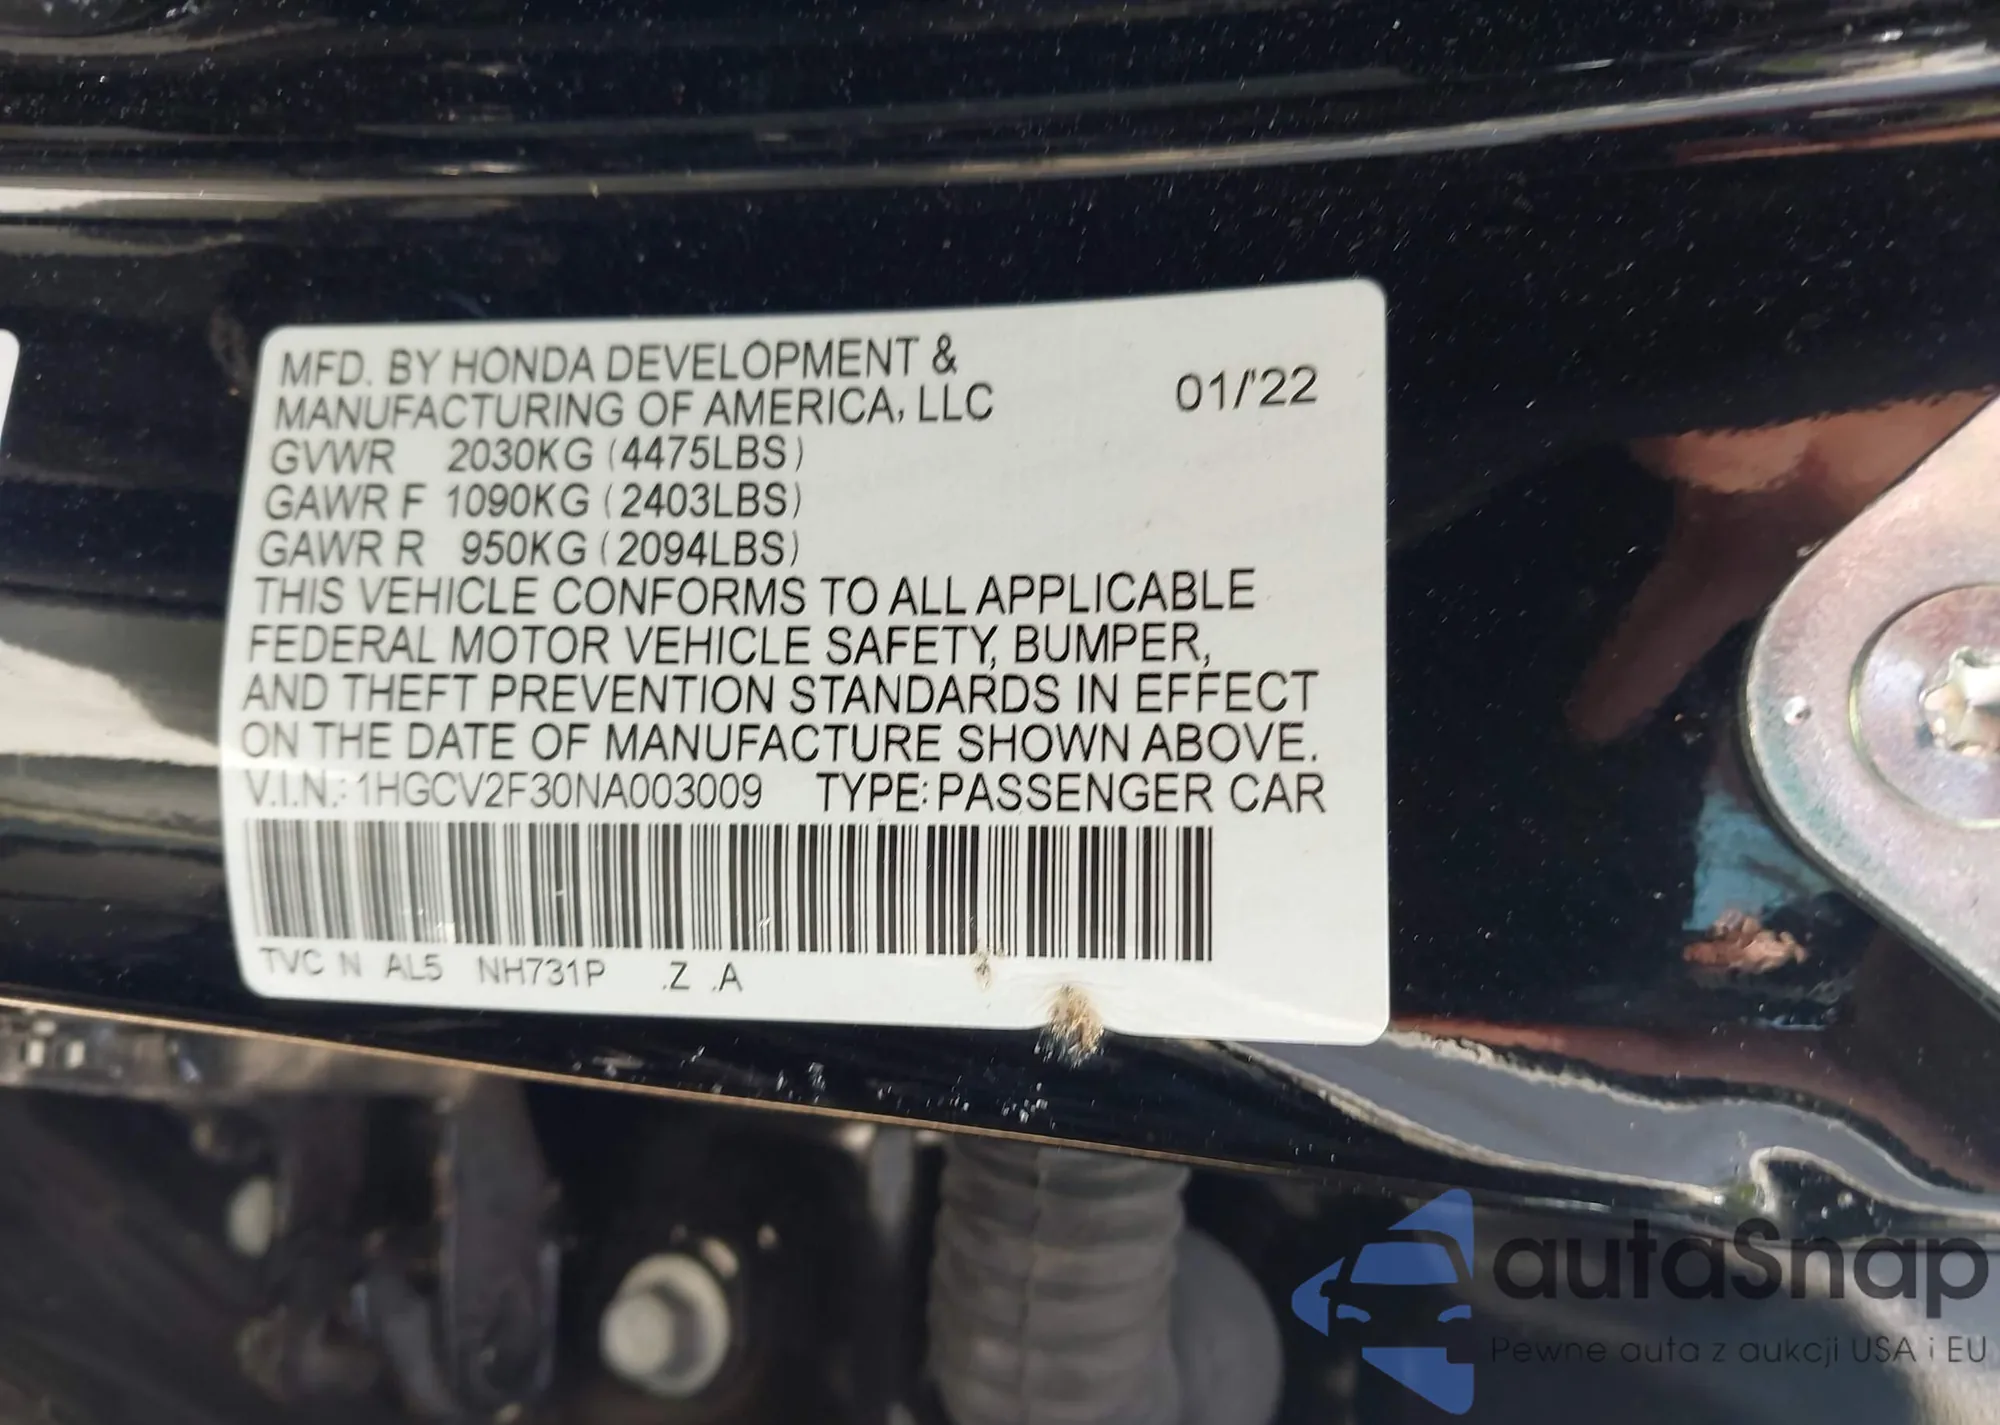 MFD. BY HONDA DEVELOPMENT &
MANUFACTURING OF AMERICA, LLC
01/'22
GVWR 2030KG (4475LBS)
GAWR F 1090KG (2403LBS)
GAWR R 950KG (2094LBS)
THIS VEHICLE CONFORMS TO ALL APPLICABLE
FEDERAL MOTOR VEHICLE SAFETY, BUMPER,
AND THEFT PREVENTION STANDARDS IN EFFECT
ON THE DATE OF MANUFACTURE SHOWN ABOVE.
V.I.N.: 1HGCV2F30NA003009 TYPE: PASSENGER CAR
TVC N AL5 NH731P .Z .A
autaSnap
Pewne auta z aukcji USA i EU